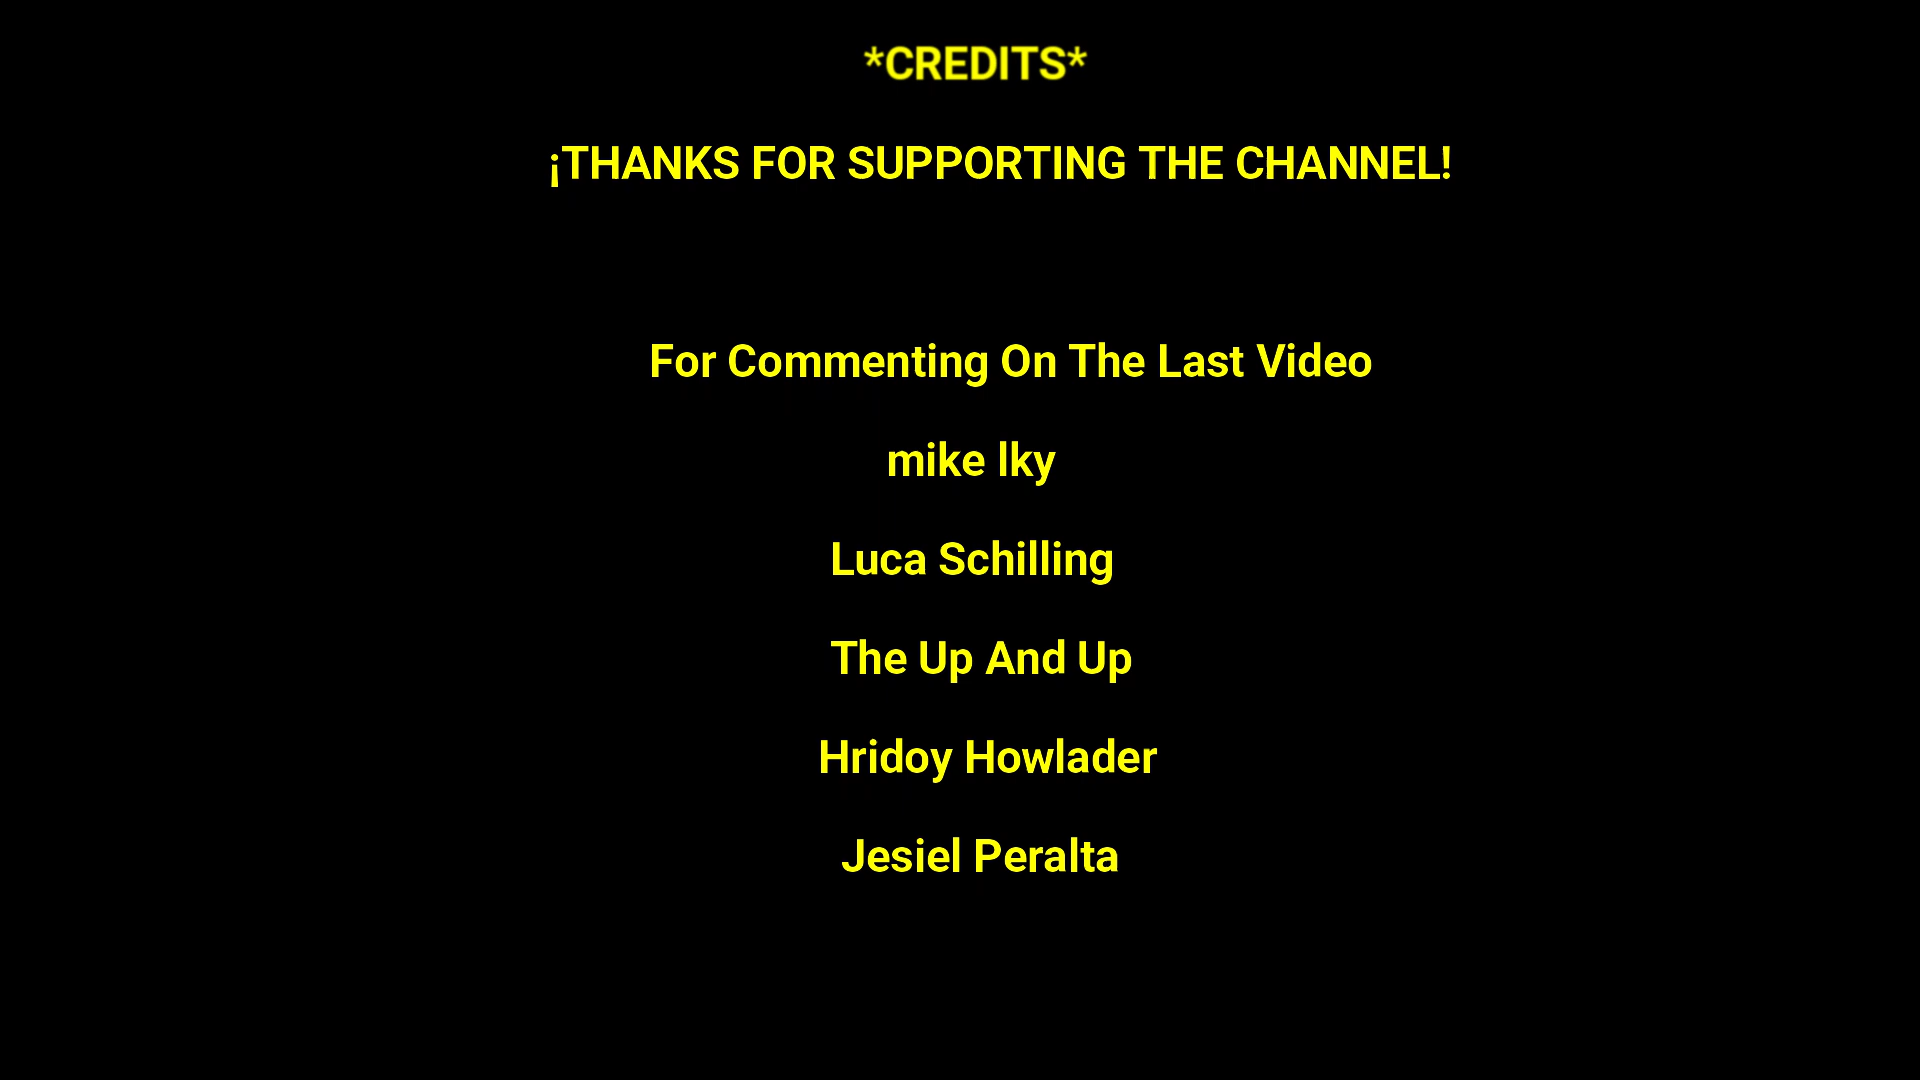 *CREDITS*
¡THANKS FOR SUPPORTING THE CHANNEL!
For Commenting On The Last Video
mike lky
Luca Schilling
The Up And Up
Hridoy Howlader
Jesiel Peralta